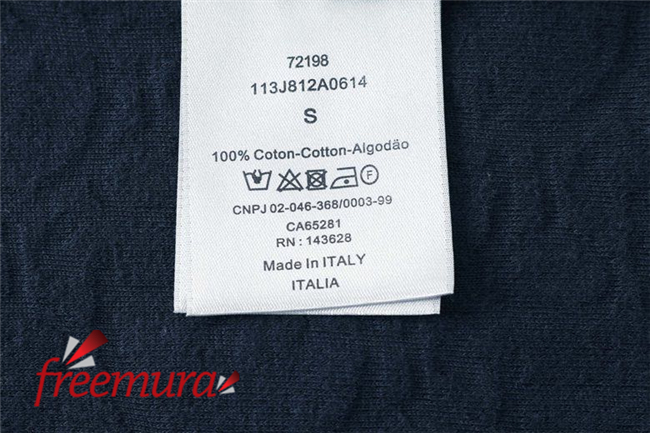 72198
113J812A0614
S
100% Coton-Cotton-Algodão
F
CNPJ 02-046-368/0003-99
CA65281
RN : 143628
Made In ITALY
ITALIA
freemura